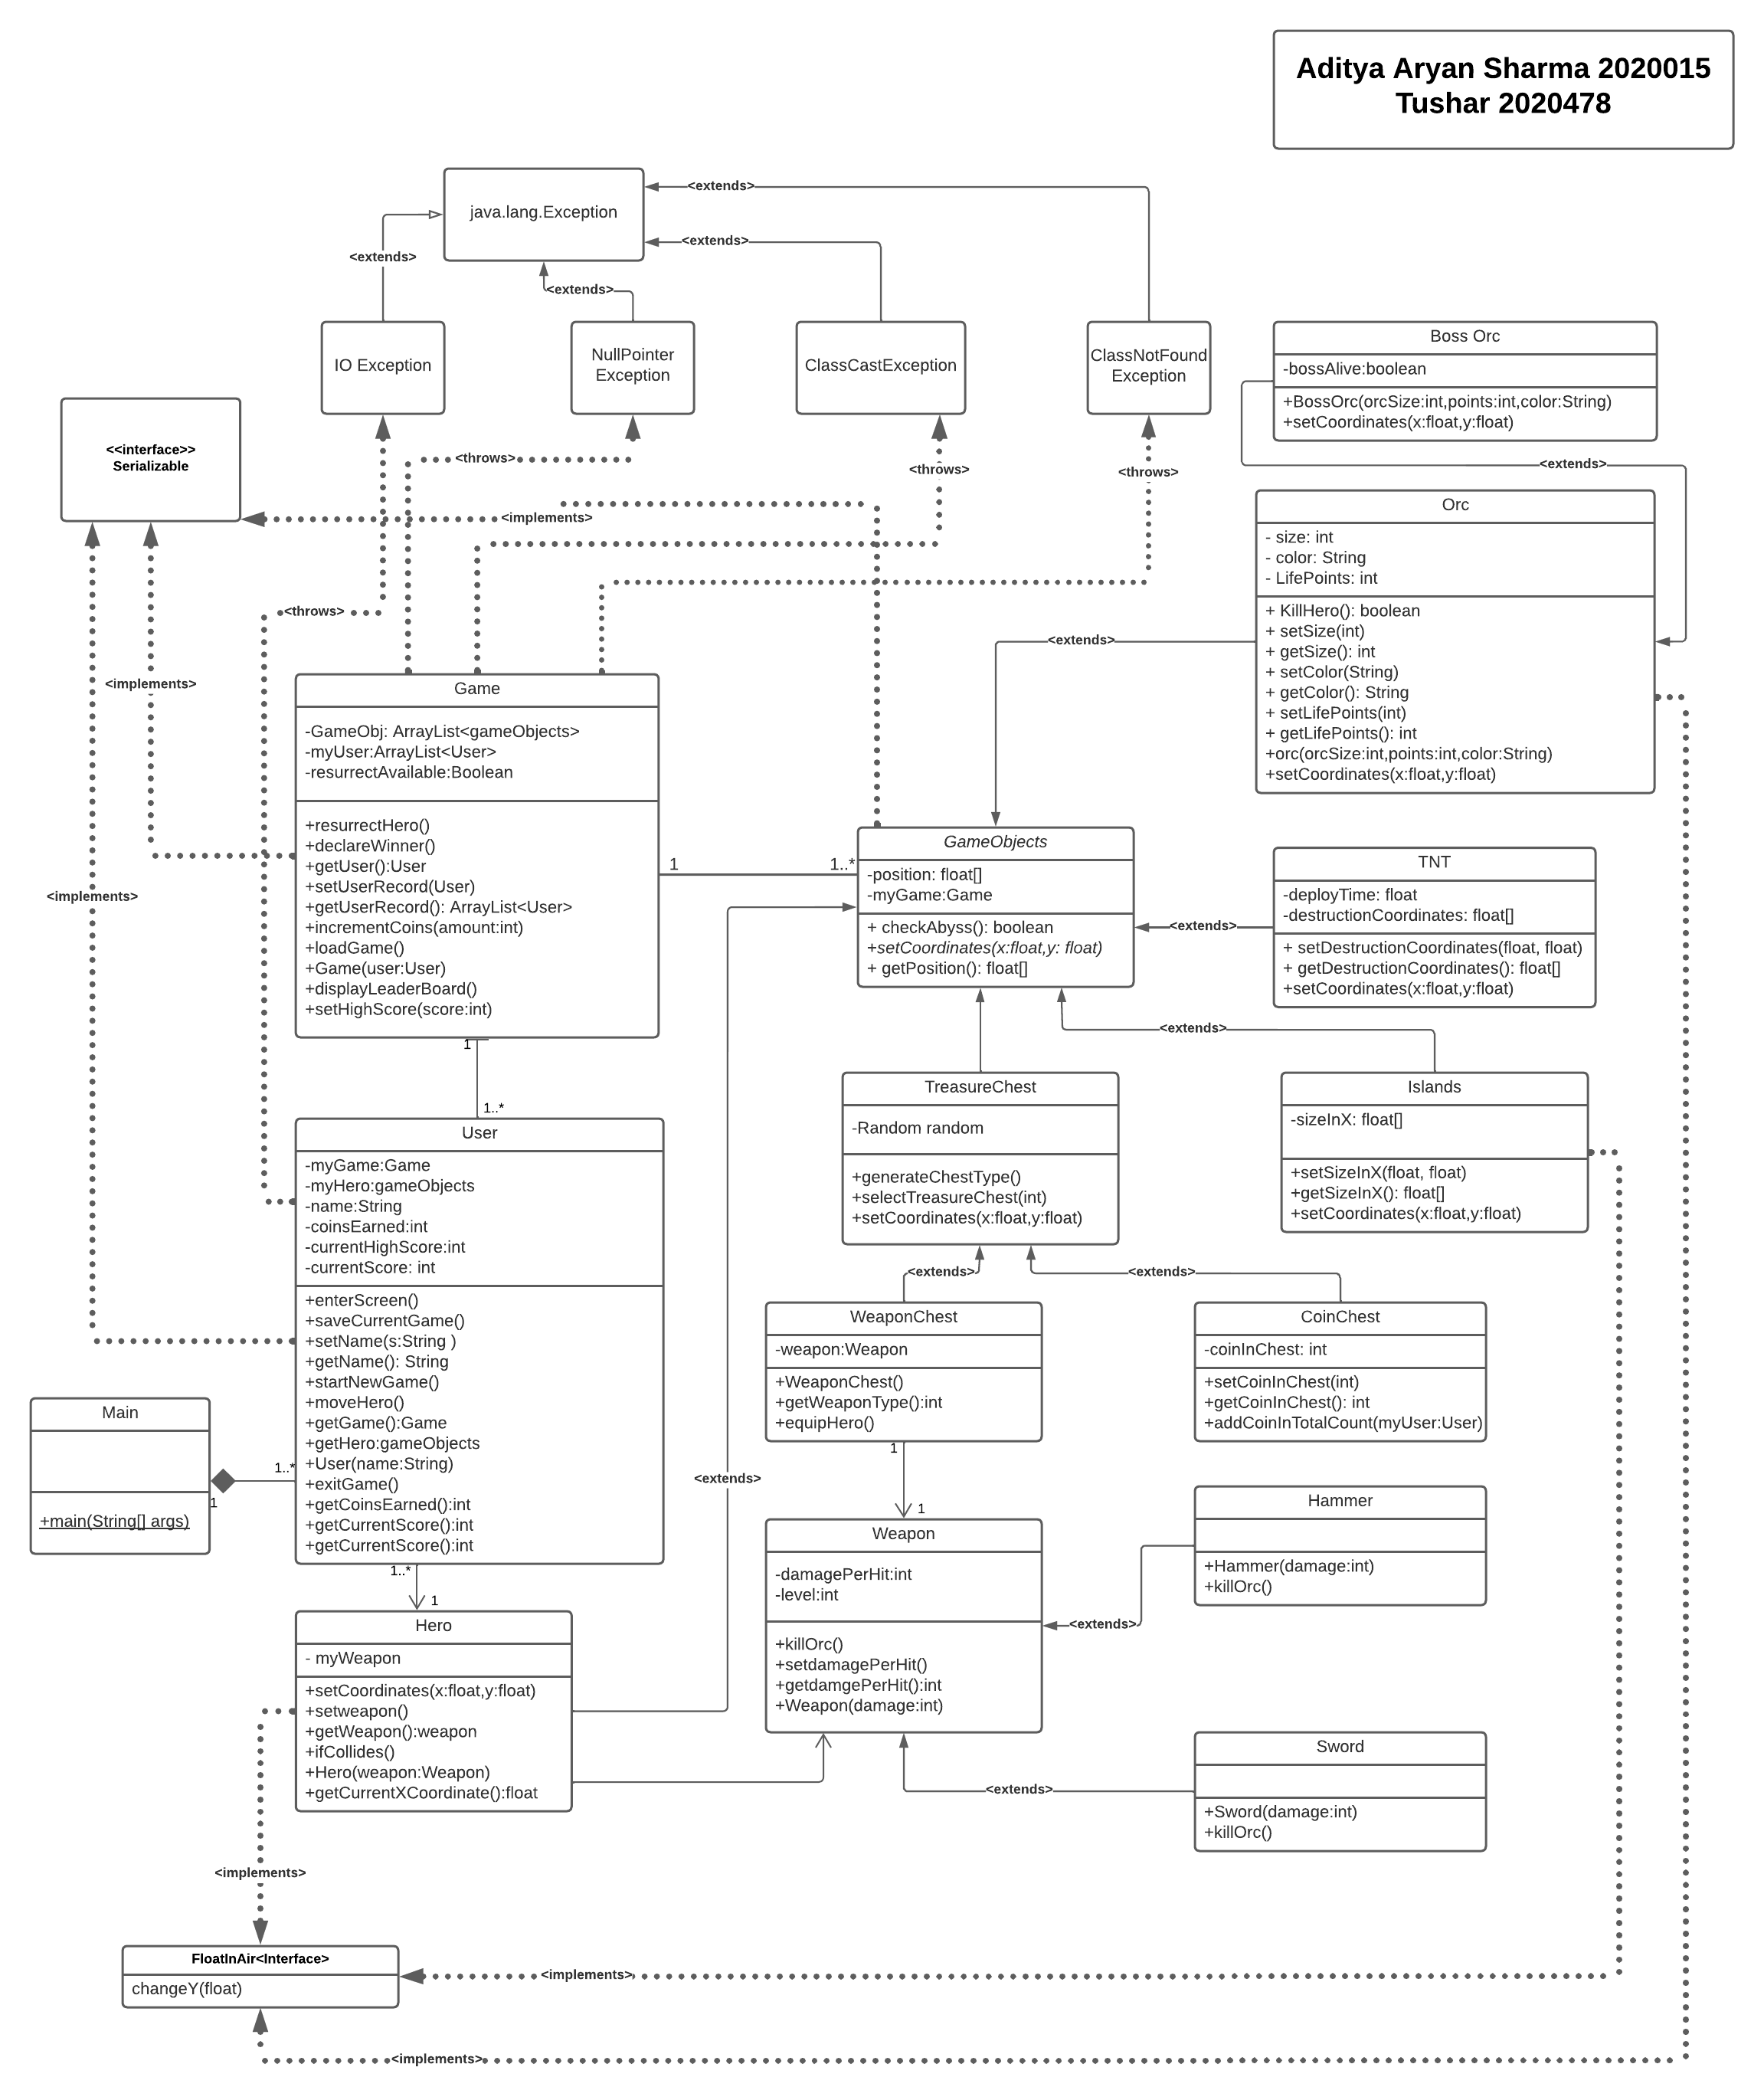 Aditya Aryan Sharma 2020015
Tushar 2020478
java.lang.Exception
<extends>
<extends>
<extends>
<extends>
IO Exception
NullPointer
Exception
ClassCastException
ClassNotFound
Exception
Boss Orc
-bossAlive:boolean
+BossOrc(orcSize:int,points:int,color:String)
+setCoordinates(x:float,y:float)
<<interface>>
Serializable
<throws>
<throws>
<throws>
<extends>
<implements>
Orc
- size: int
- color: String
- LifePoints: int
+ KillHero(): boolean
+ setSize(int)
+ getSize(): int
+ setColor(String)
+ getColor(): String
+ setLifePoints(int)
+ getLifePoints(): int
+orc(orcSize:int,points:int,color:String)
+setCoordinates(x:float,y:float)
<throws>
<extends>
<implements>
Game
-GameObj: ArrayList<gameObjects>
-myUser:ArrayList<User>
-resurrectAvailable:Boolean
+resurrectHero()
+declareWinner()
+getUser():User
+setUserRecord(User)
+getUserRecord(): ArrayList<User>
+incrementCoins(amount:int)
+loadGame()
+Game(user:User)
+displayLeaderBoard()
+setHighScore(score:int)
1
1..*
GameObjects
-position: float[]
-myGame:Game
+ checkAbyss(): boolean
+setCoordinates(x:float,y: float)
+ getPosition(): float[]
<extends>
TNT
-deployTime: float
-destructionCoordinates: float[]
+ setDestructionCoordinates(float, float)
+ getDestructionCoordinates(): float[]
+setCoordinates(x:float,y:float)
<implements>
<extends>
1
1..*
TreasureChest
-Random random
+generateChestType()
+selectTreasureChest(int)
+setCoordinates(x:float,y:float)
Islands
-sizeInX: float[]
+setSizeInX(float, float)
+getSizeInX(): float[]
+setCoordinates(x:float,y:float)
User
-myGame:Game
-myHero:gameObjects
-name:String
-coinsEarned:int
-currentHighScore:int
-currentScore: int
+enterScreen()
+saveCurrentGame()
+setName(s:String )
+getName(): String
+startNewGame()
+moveHero()
+getGame():Game
+getHero:gameObjects
+User(name:String)
+exitGame()
+getCoinsEarned():int
+getCurrentScore():int
+getCurrentScore():int
<extends>
<extends>
WeaponChest
-weapon:Weapon
+WeaponChest()
+getWeaponType():int
+equipHero()
CoinChest
-coinInChest: int
+setCoinInChest(int)
+getCoinInChest(): int
+addCoinInTotalCount(myUser:User)
Main
+main(String[] args)
1..*
1
<extends>
1
1
Weapon
-damagePerHit:int
-level:int
+killOrc()
+setdamagePerHit()
+getdamgePerHit():int
+Weapon(damage:int)
Hammer
+Hammer(damage:int)
+killOrc()
<extends>
1..*
1
Hero
- myWeapon
+setCoordinates(x:float,y:float)
+setweapon()
+getWeapon():weapon
+ifCollides()
+Hero(weapon:Weapon)
+getCurrentXCoordinate():float
<extends>
Sword
+Sword(damage:int)
+killOrc()
<implements>
FloatInAir<Interface>
changeY(float)
<implements>
<implements>